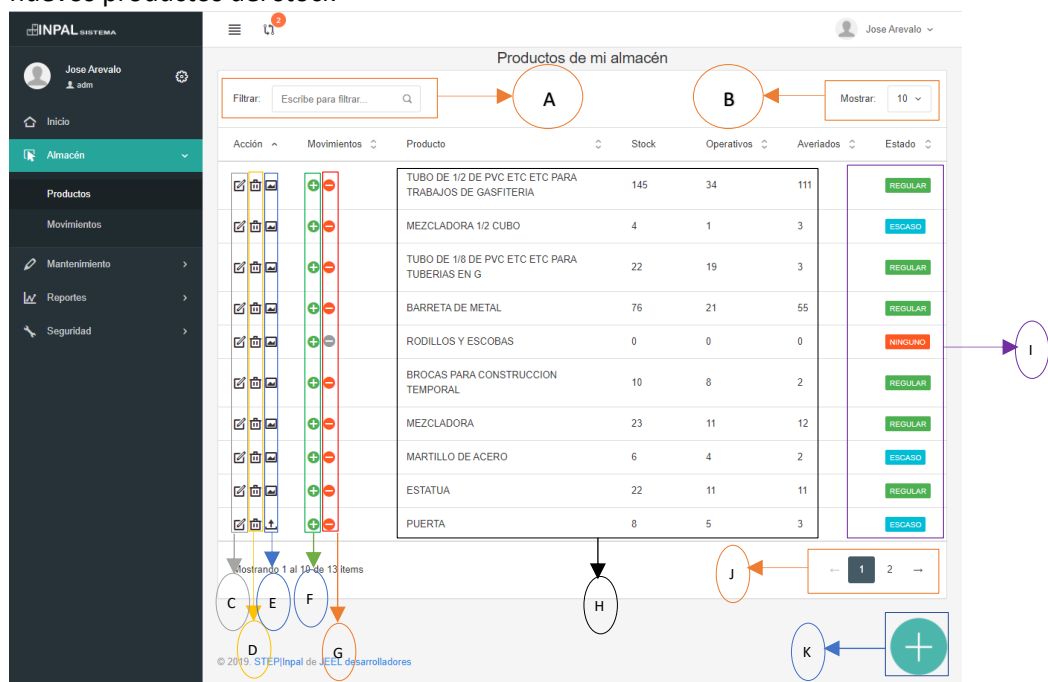 nuevos productos del stock
INPAL SISTEMA
2
Jose Arevalo
Jose Arevalo
adm
Inicio
Almacén
Productos
Movimientos
Mantenimiento
Reportes
Seguridad
Productos de mi almacén
Filtrar: Escribe para filtrar... A B Mostrar: 10
Acción Movimientos Producto Stock Operativos Averiados Estado
TUBO DE 1/2 DE PVC ETC ETC PARA
TRABAJOS DE GASFITERIA 145 34 111 REGULAR
MEZCLADORA 1/2 CUBO 4 1 3 ESCASO
TUBO DE 1/8 DE PVC ETC ETC PARA
TUBERIAS EN G 22 19 3 REGULAR
BARRETA DE METAL 76 21 55 REGULAR
RODILLOS Y ESCOBAS 0 0 0 NINGUNO
I
BROCAS PARA CONSTRUCCION
TEMPORAL 10 8 2 REGULAR
MEZCLADORA 23 11 12 REGULAR
MARTILLO DE ACERO 6 4 2 ESCASO
ESTATUA 22 11 11 REGULAR
PUERTA 8 5 3 ESCASO
Mostrando 1 al 10 de 13 items J ← 1 2 →
C E F H
D G K
© 2019. STEP|Inpal de JEEL desarrolladores